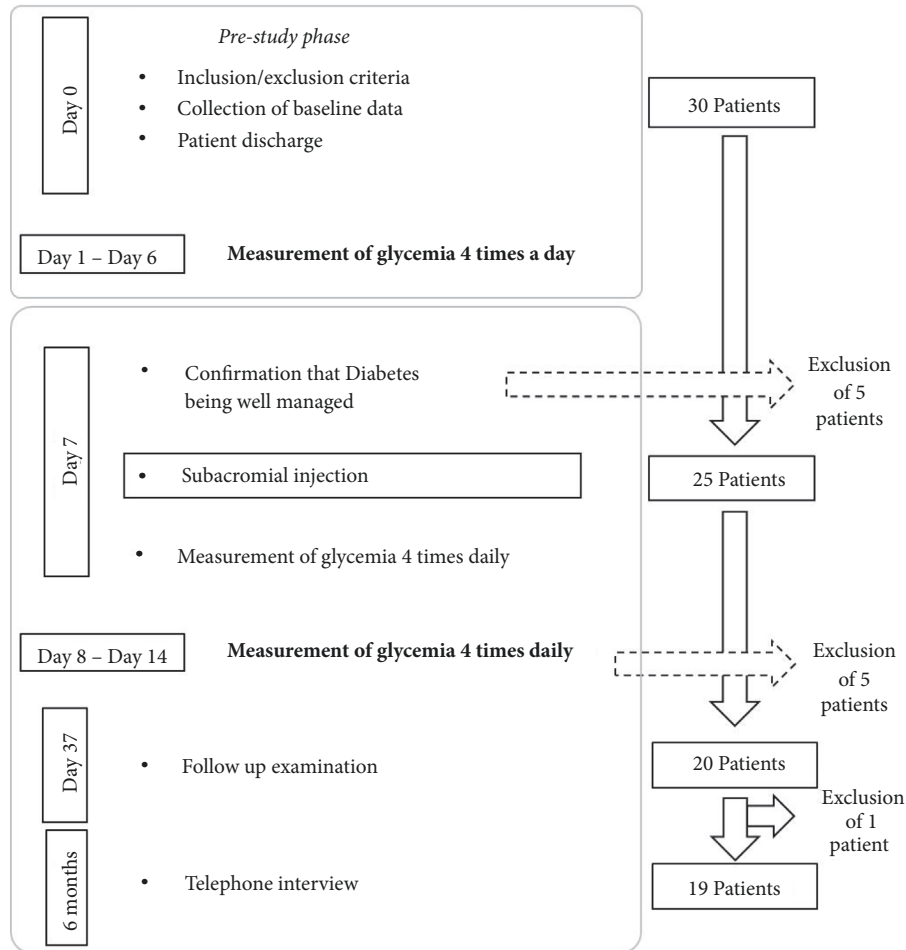 Pre-study phase
Day 0
• Inclusion/exclusion criteria
• Collection of baseline data
• Patient discharge
30 Patients
Day 1 – Day 6
Measurement of glycemia 4 times a day
Day 7
• Confirmation that Diabetes
being well managed
Exclusion
of 5
patients
• Subacromial injection
25 Patients
• Measurement of glycemia 4 times daily
Day 8 – Day 14
Measurement of glycemia 4 times daily
Exclusion
of 5
patients
Day 37
• Follow up examination
20 Patients
Exclusion
of 1
patient
6 months
• Telephone interview
19 Patients